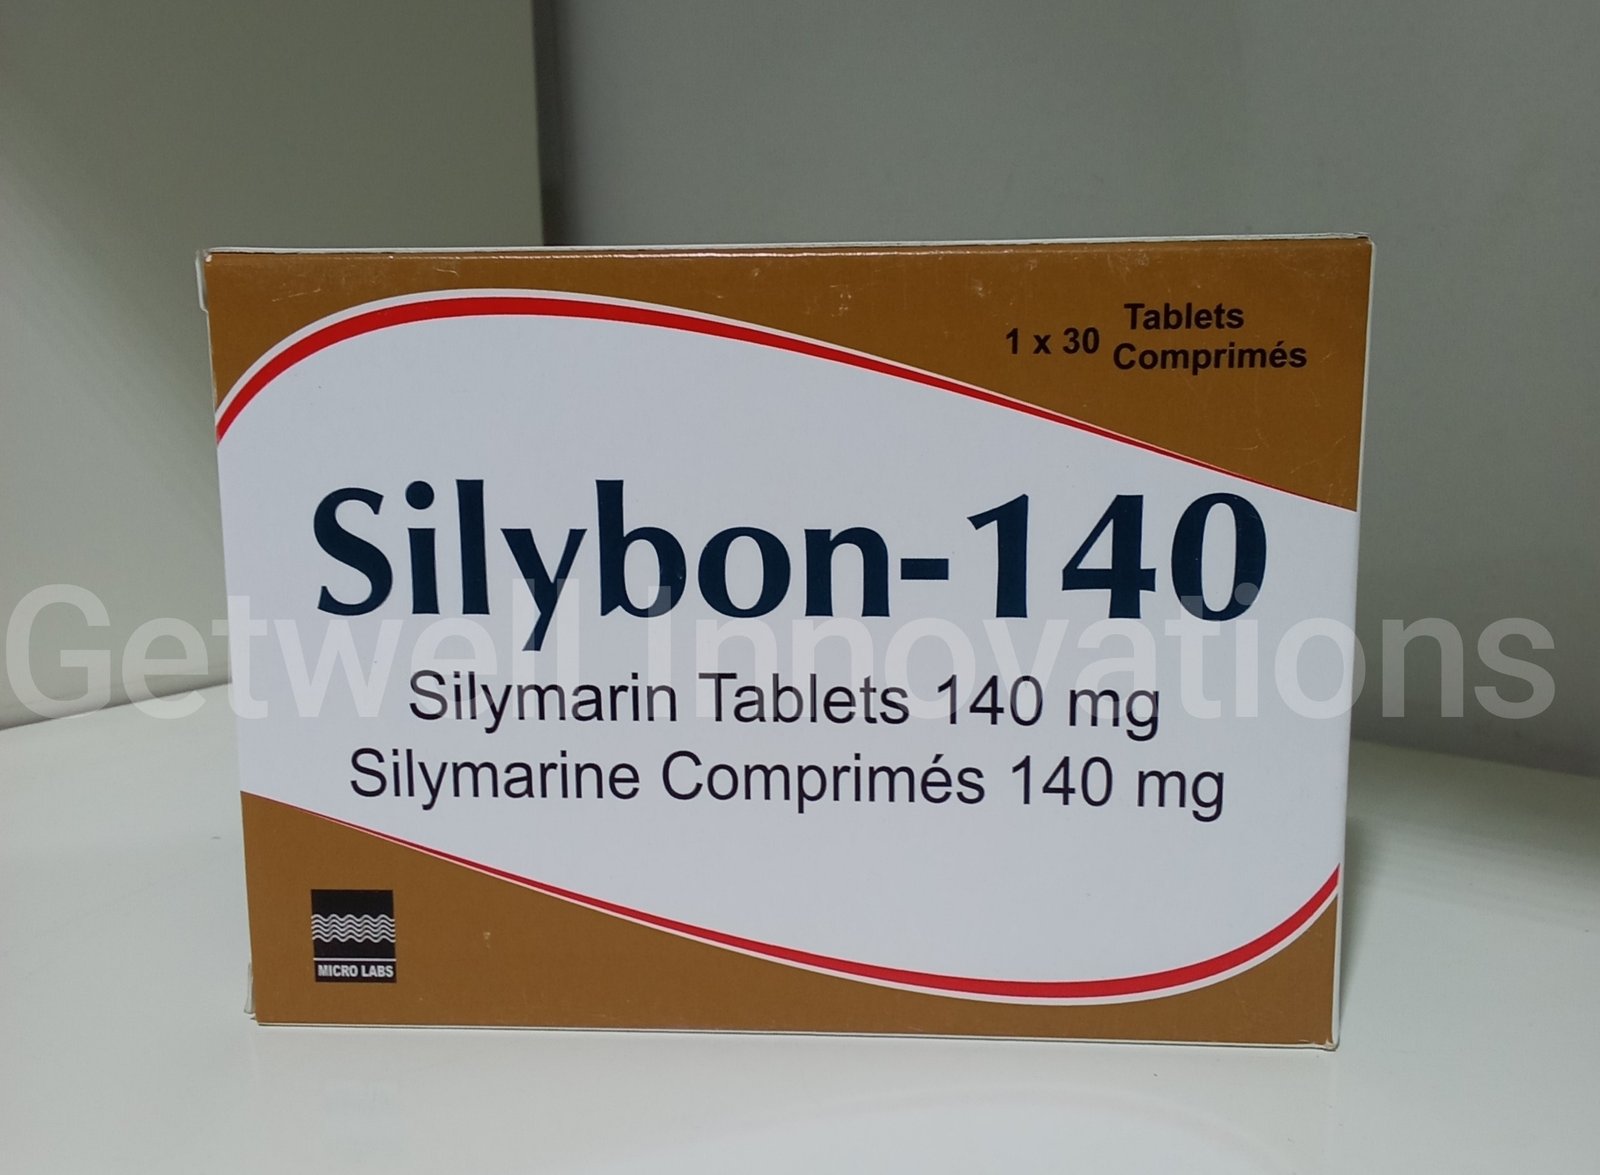 1 x 30 Tablets
Comprimés
Silybon-140
Getwell Innovations
Silymarin Tablets 140 mg
Silymarine Comprimés 140 mg
MICRO LABS